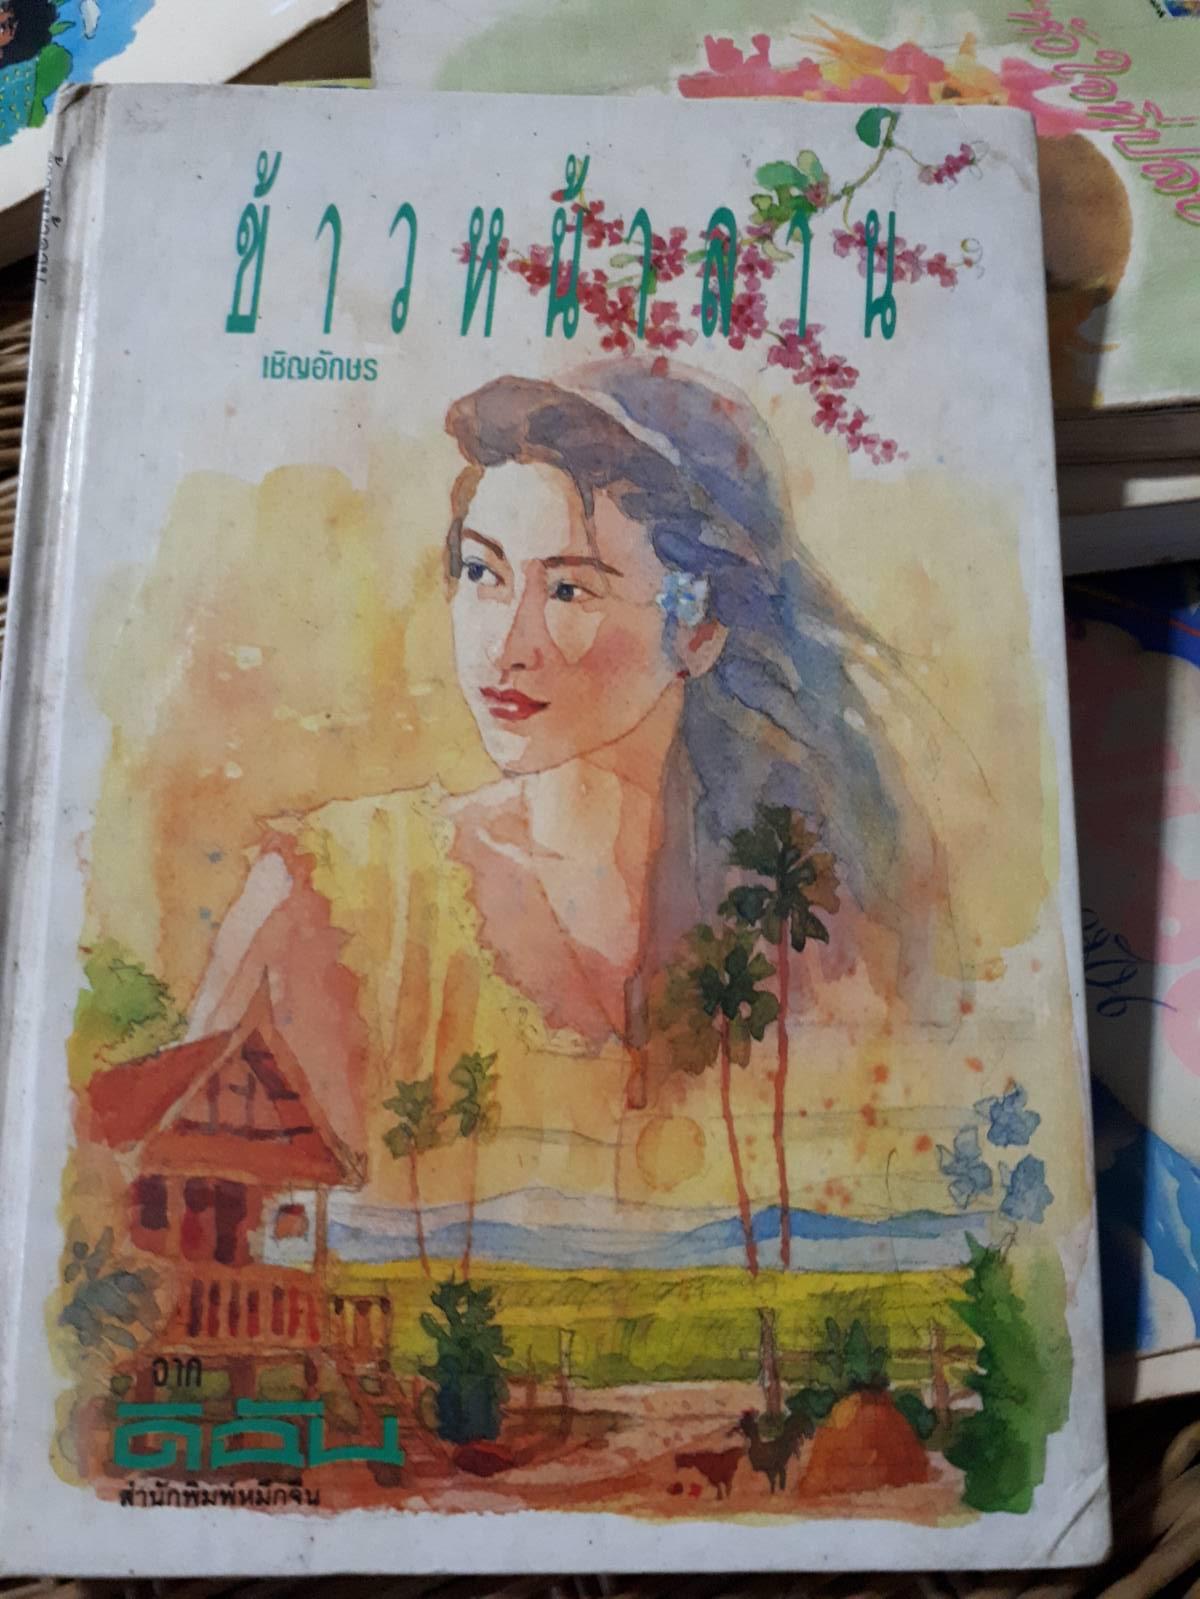 ข้าวหน้าลาน
เชิญอักษร
จาก
ดิฉัน
สำนักพิมพ์หมึกจีน